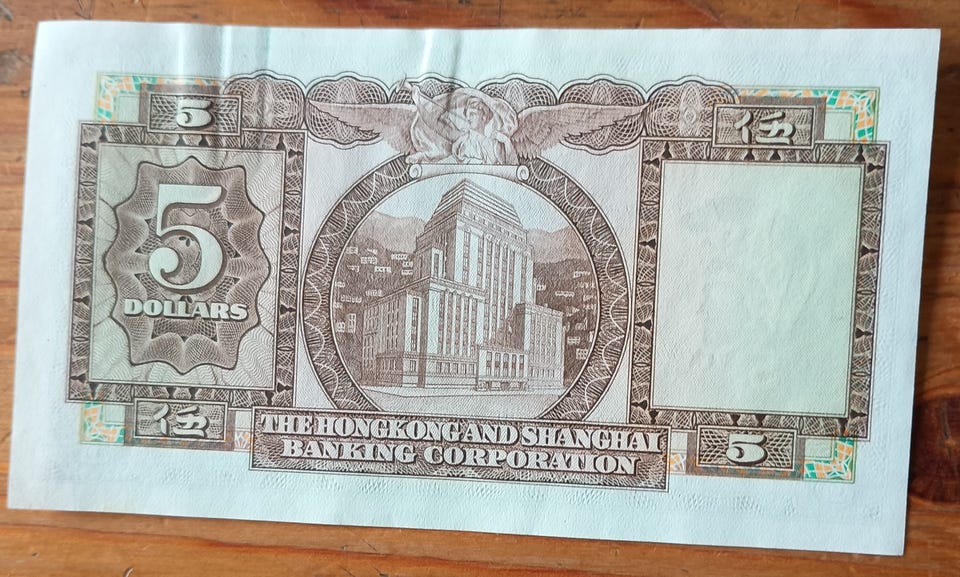 5
伍
5
DOLLARS
伍
THE HONGKONG AND SHANGHAI
BANKING CORPORATION
5